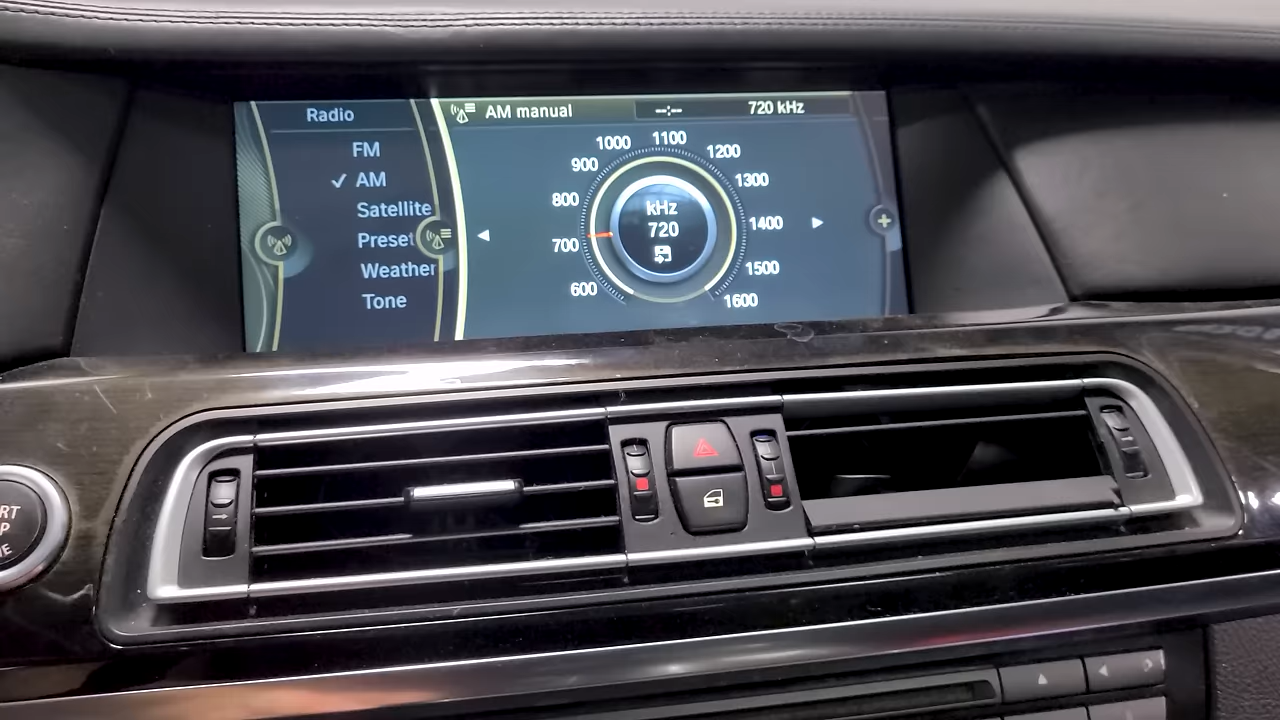 Radio
FM
AM
Satellite
Preset
Weather
Tone
AM manual
--:--
720 kHz
600
700
800
900
1000
1100
1200
1300
1400
1500
1600
kHz
720